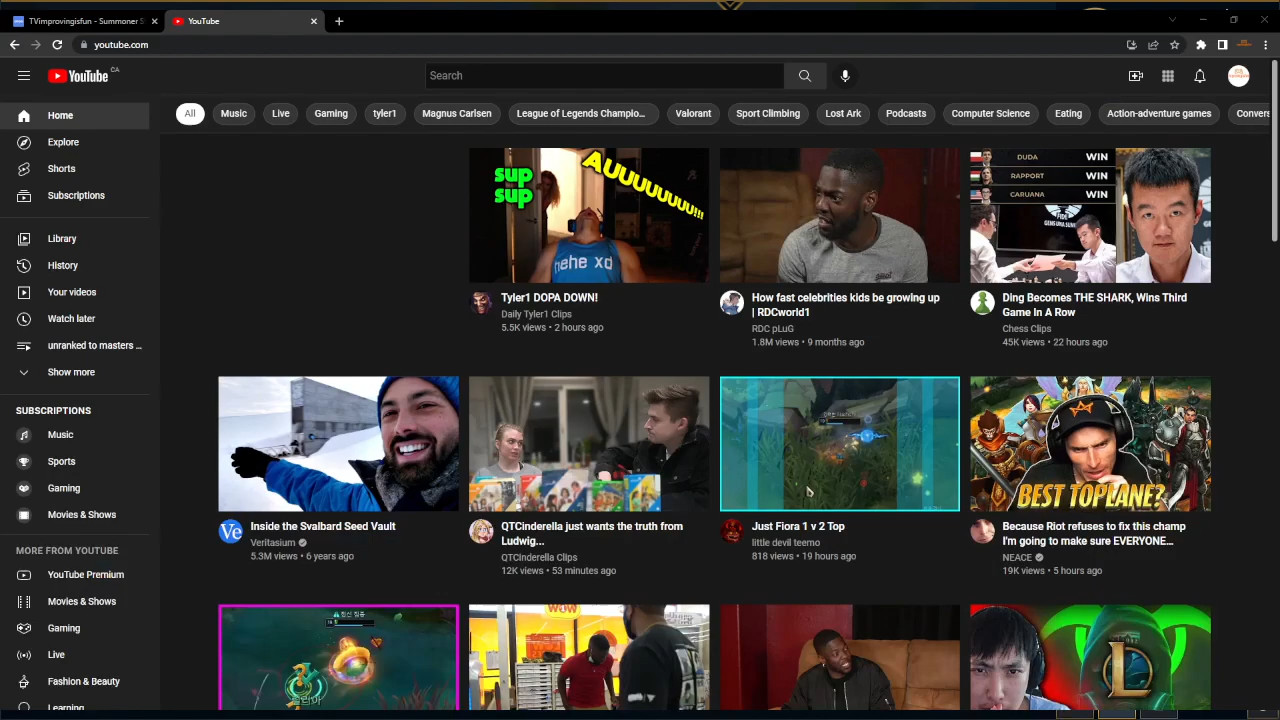 TVimprovingisfun - Summoner S
YouTube
youtube.com
YouTube CA
Search
All
Music
Live
Gaming
tyler1
Magnus Carlsen
League of Legends Champio...
Valorant
Sport Climbing
Lost Ark
Podcasts
Computer Science
Eating
Action-adventure games
Convers
Home
Explore
Shorts
Subscriptions
Library
History
Your videos
Watch later
unranked to masters ...
Show more
SUBSCRIPTIONS
Music
Sports
Gaming
Movies & Shows
MORE FROM YOUTUBE
YouTube Premium
Movies & Shows
Gaming
Live
Fashion & Beauty
Learning
sup
sup
AUUUUUUUU!!!
hehe xd
Tyler1 DOPA DOWN!
Daily Tyler1 Clips
5.5K views • 2 hours ago
How fast celebrities kids be growing up
| RDCworld1
RDC pLuG
1.8M views • 9 months ago
DUDA WIN
RAPPORT WIN
CARUANA WIN
FIDE
GENS UNA SUMUS
Ding Becomes THE SHARK, Wins Third
Game In A Row
Chess Clips
45K views • 22 hours ago
Ve
Inside the Svalbard Seed Vault
Veritasium
5.3M views • 6 years ago
QTCinderella just wants the truth from
Ludwig...
QTCinderella Clips
12K views • 53 minutes ago
Just Fiora 1 v 2 Top
little devil teemo
818 views • 19 hours ago
BEST TOPLANE?
Because Riot refuses to fix this champ
I'm going to make sure EVERYONE...
NEACE
19K views • 5 hours ago
WOW
L